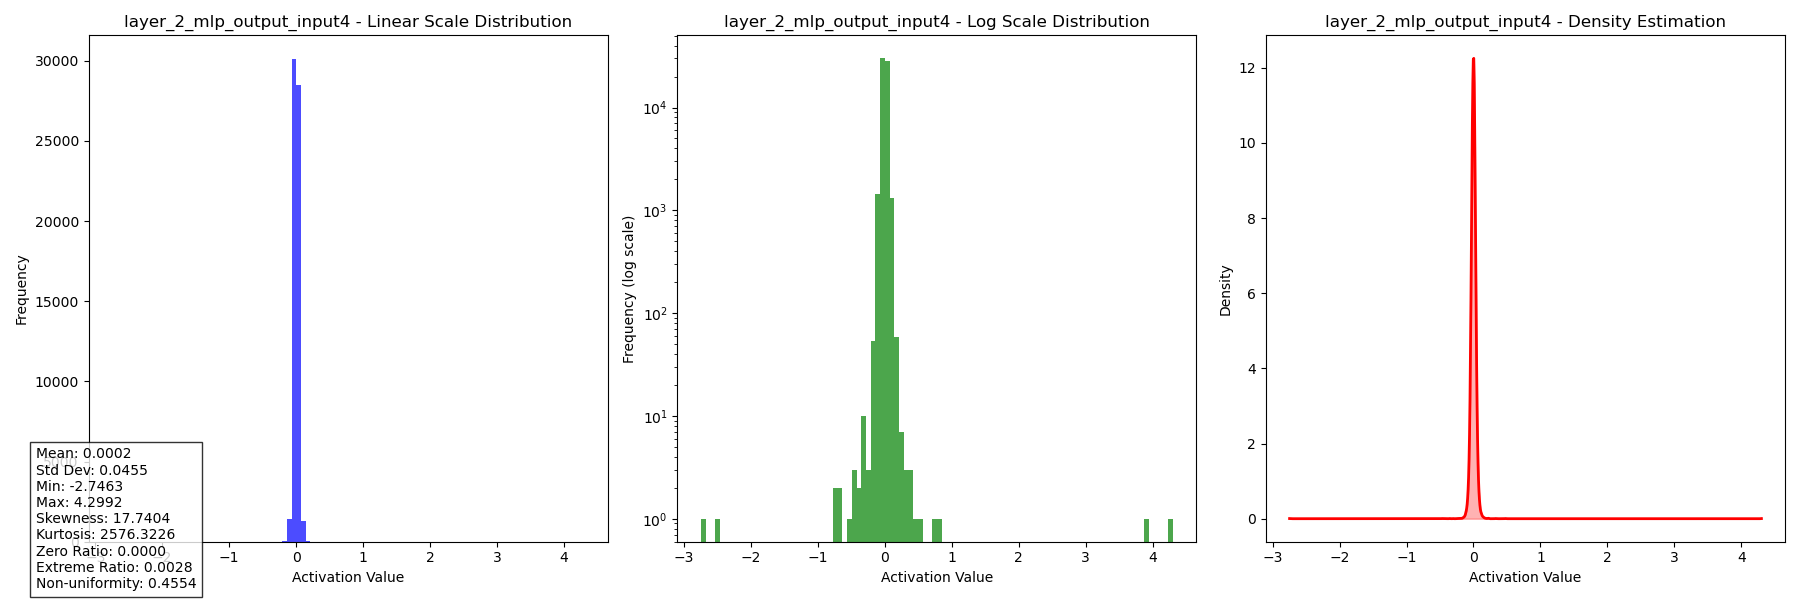 layer_2_mlp_output_input4 - Linear Scale Distribution
30000
25000
20000
15000
10000
5000
0
Frequency
−3 −2 −1 0 1 2 3 4
Activation Value
Mean: 0.0002
Std Dev: 0.0455
Min: -2.7463
Max: 4.2992
Skewness: 17.7404
Kurtosis: 2576.3226
Zero Ratio: 0.0000
Extreme Ratio: 0.0028
Non-uniformity: 0.4554
layer_2_mlp_output_input4 - Log Scale Distribution
10^4
10^3
10^2
10^1
10^0
Frequency (log scale)
−3 −2 −1 0 1 2 3 4
Activation Value
layer_2_mlp_output_input4 - Density Estimation
12
10
8
6
4
2
0
Density
−3 −2 −1 0 1 2 3 4
Activation Value